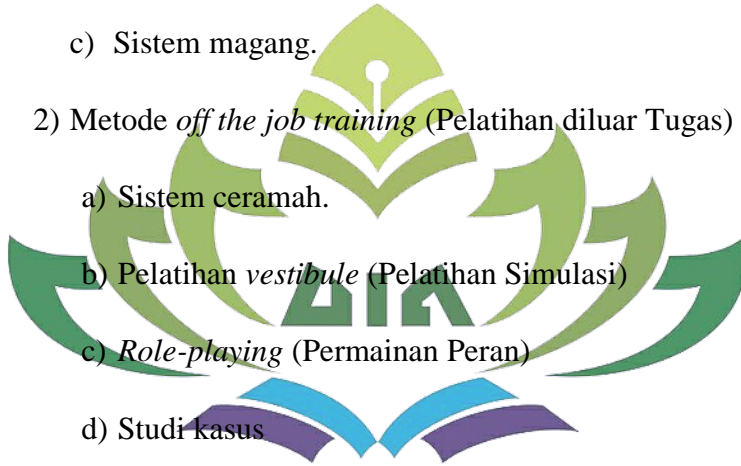 c) Sistem magang.
2) Metode off the job training (Pelatihan diluar Tugas)
a) Sistem ceramah.
b) Pelatihan vestibule (Pelatihan Simulasi)
c) Role-playing (Permainan Peran)
d) Studi kasus